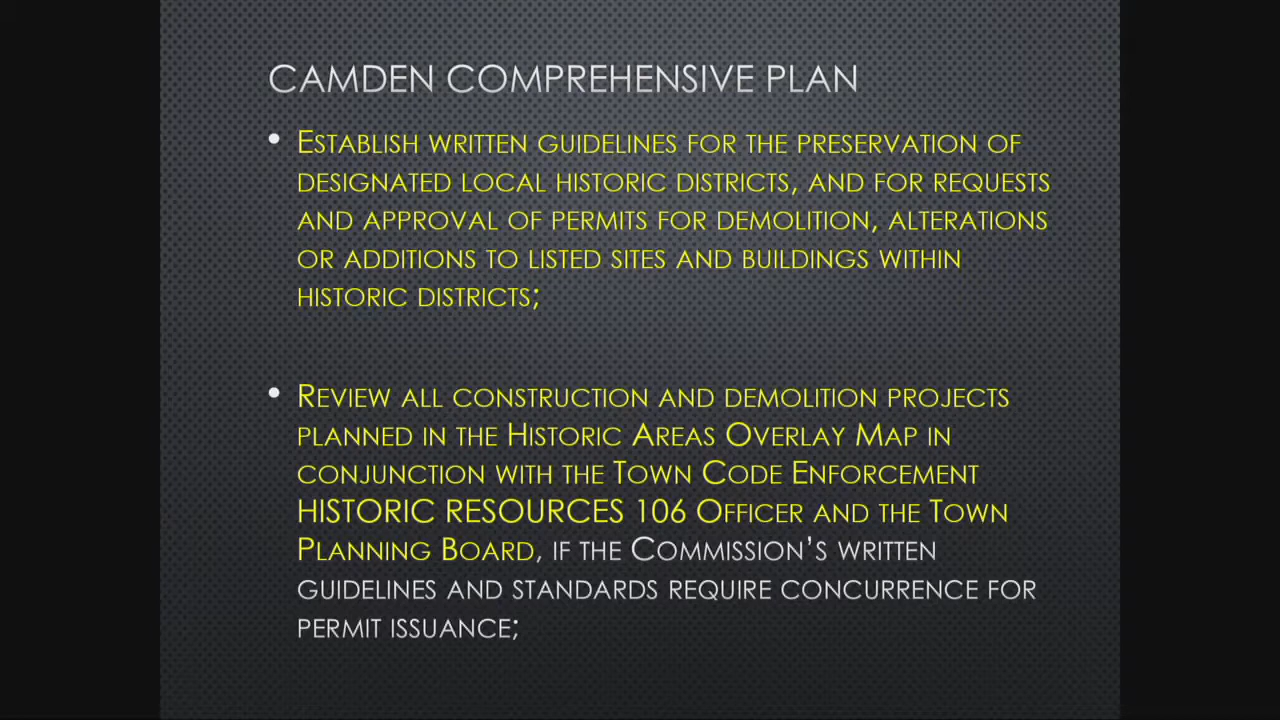 CAMDEN COMPREHENSIVE PLAN
• ESTABLISH WRITTEN GUIDELINES FOR THE PRESERVATION OF
DESIGNATED LOCAL HISTORIC DISTRICTS, AND FOR REQUESTS
AND APPROVAL OF PERMITS FOR DEMOLITION, ALTERATIONS
OR ADDITIONS TO LISTED SITES AND BUILDINGS WITHIN
HISTORIC DISTRICTS;
• REVIEW ALL CONSTRUCTION AND DEMOLITION PROJECTS
PLANNED IN THE HISTORIC AREAS OVERLAY MAP IN
CONJUNCTION WITH THE TOWN CODE ENFORCEMENT
HISTORIC RESOURCES 106 OFFICER AND THE TOWN
PLANNING BOARD, IF THE COMMISSION’S WRITTEN
GUIDELINES AND STANDARDS REQUIRE CONCURRENCE FOR
PERMIT ISSUANCE;